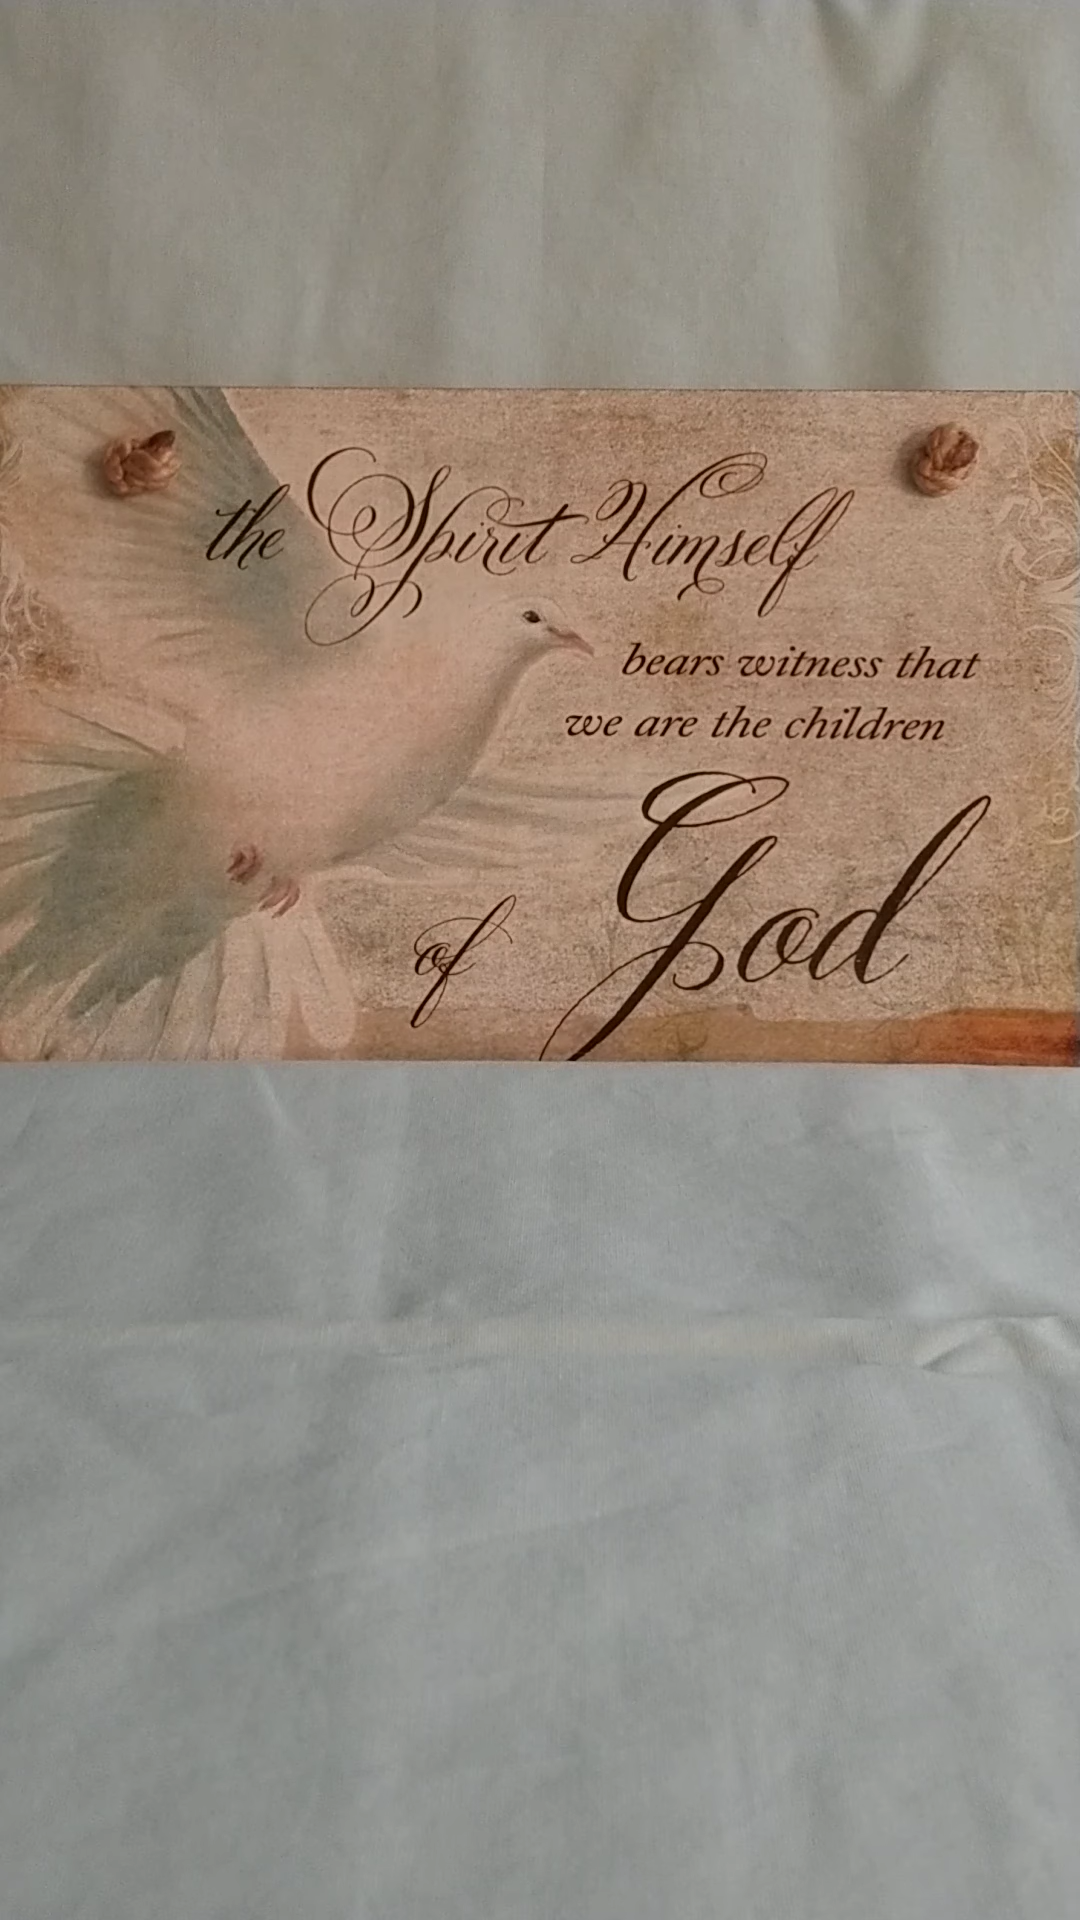 the Spirit Himself
bears witness that
we are the children
of God